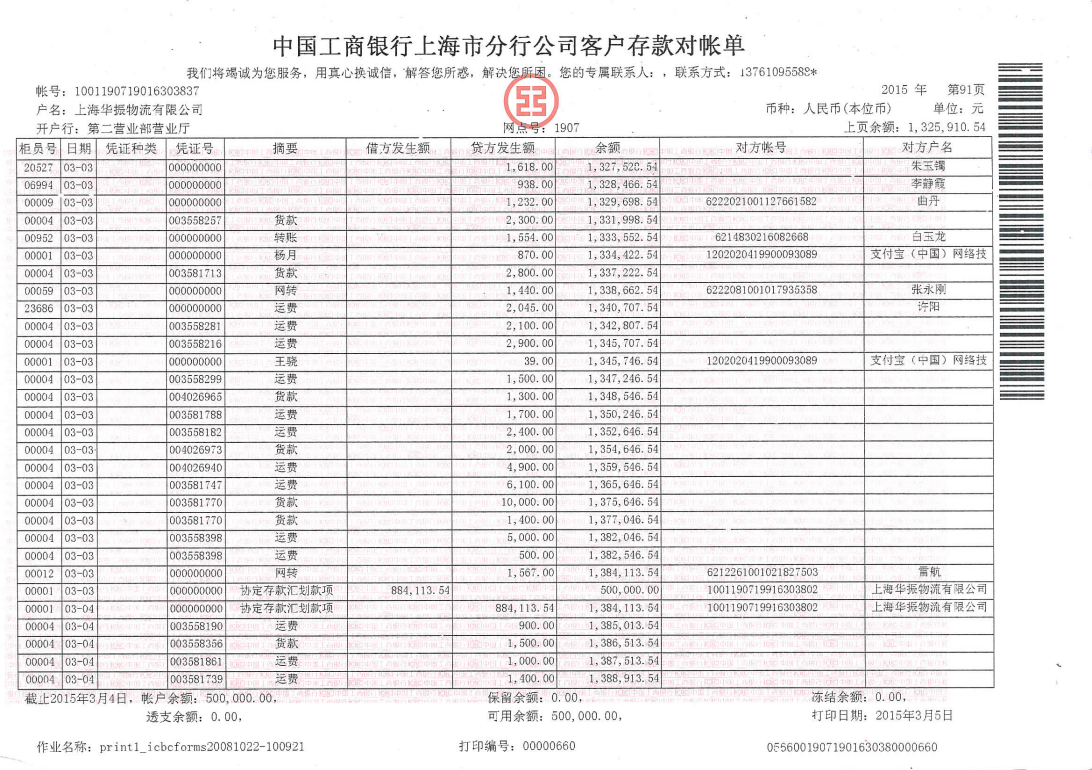 中国工商银行上海市分行公司客户存款对帐单
我们将竭诚为您服务，用真心换诚信，解答您所惑，解决您所困。您的专属联系人：，联系方式：13761095588*
帐号：1001190719016303837 2015 年 第91页
户名：上海华振物流有限公司 币种：人民币(本位币) 单位：元
开户行：第二营业部营业厅 网点号：1907 上页余额：1,325,910.54
柜员号 日期 凭证种类 凭证号 摘要 借方发生额 贷方发生额 余额 对方帐号 对方户名
20527 03-03 000000000 1,618.00 1,327,528.54 朱玉镯
06994 03-03 000000000 938.00 1,328,466.54 李静霞
00009 03-03 000000000 1,232.00 1,329,698.54 6222021001127661582 曲丹
00004 03-03 003558257 货款 2,300.00 1,331,998.54
00952 03-03 000000000 转账 1,554.00 1,333,552.54 6214830216082668 白玉龙
00001 03-03 000000000 杨月 870.00 1,334,422.54 1202020419900093089 支付宝（中国）网络技
00004 03-03 003581713 货款 2,800.00 1,337,222.54
00059 03-03 000000000 网转 1,440.00 1,338,662.54 6222081001017935358 张永刚
23686 03-03 000000000 运费 2,045.00 1,340,707.54 许阳
00004 03-03 003558281 运费 2,100.00 1,342,807.54
00004 03-03 003558216 运费 2,900.00 1,345,707.54
00001 03-03 000000000 王骁 39.00 1,345,746.54 1202020419900093089 支付宝（中国）网络技
00004 03-03 003558299 运费 1,500.00 1,347,246.54
00004 03-03 004026965 货款 1,300.00 1,348,546.54
00004 03-03 003581788 运费 1,700.00 1,350,246.54
00004 03-03 003558182 运费 2,400.00 1,352,646.54
00004 03-03 004026973 货款 2,000.00 1,354,646.54
00004 03-03 004026940 运费 4,900.00 1,359,546.54
00004 03-03 003581747 运费 6,100.00 1,365,646.54
00004 03-03 003581770 货款 10,000.00 1,375,646.54
00004 03-03 003581770 货款 1,400.00 1,377,046.54
00004 03-03 003558398 运费 5,000.00 1,382,046.54
00004 03-03 003558398 运费 500.00 1,382,546.54
00012 03-03 000000000 网转 1,567.00 1,384,113.54 6212261001021827503 雷航
00001 03-03 000000000 协定存款汇划款项 884,113.54 500,000.00 1001190719916303802 上海华振物流有限公司
00001 03-04 000000000 协定存款汇划款项 884,113.54 1,384,113.54 1001190719916303802 上海华振物流有限公司
00004 03-04 003558190 运费 900.00 1,385,013.54
00004 03-04 003558356 货款 1,500.00 1,386,513.54
00004 03-04 003581861 运费 1,000.00 1,387,513.54
00004 03-04 003581739 运费 1,400.00 1,388,913.54
截止2015年3月4日，帐户余额：500,000.00， 保留余额：0.00， 冻结余额：0.00，
透支余额：0.00， 可用余额：500,000.00， 打印日期：2015年3月5日
作业名称：print1_icbcforms20081022-100921 打印编号：00000660 0556001907190163038​0000660